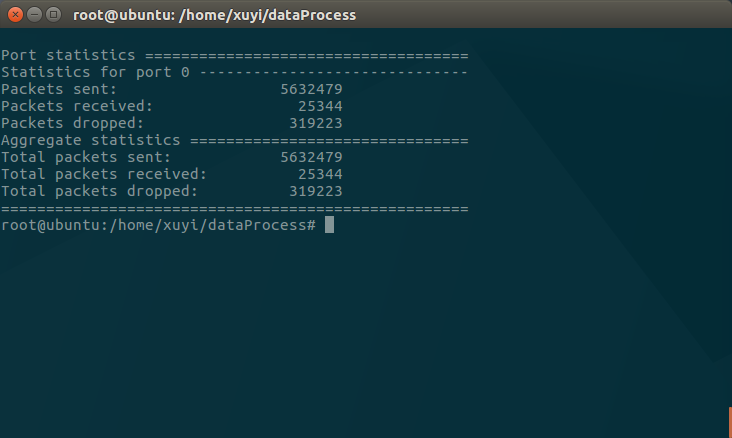 root@ubuntu: /home/xuyi/dataProcess
Port statistics ====================================
Statistics for port 0 ------------------------------
Packets sent:                  5632479
Packets received:                25344
Packets dropped:                319223
Aggregate statistics ===============================
Total packets sent:            5632479
Total packets received:          25344
Total packets dropped:          319223
====================================================
root@ubuntu:/home/xuyi/dataProcess#